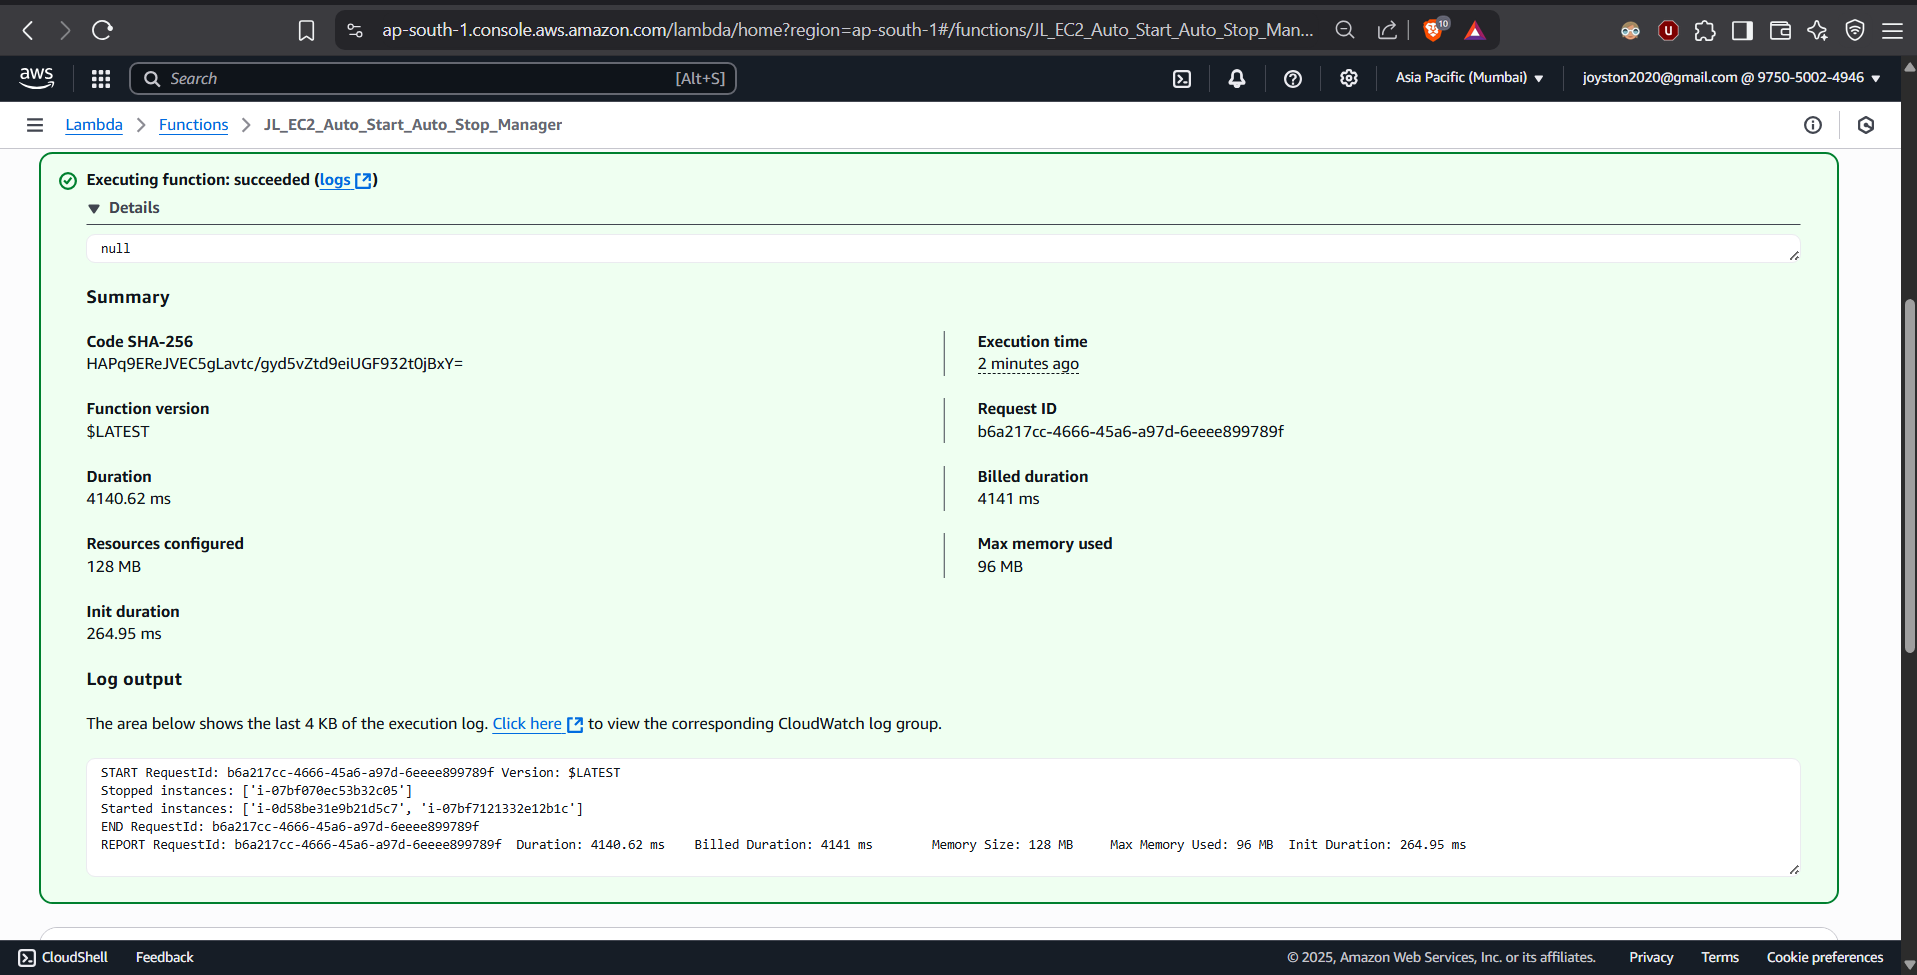 ap-south-1.console.aws.amazon.com/lambda/home?region=ap-south-1#/functions/JL_EC2_Auto_Start_Auto_Stop_Man...
10
U
aws
Search
[Alt+S]
Asia Pacific (Mumbai)
joyston2020@gmail.com @ 9750-5002-4946
Lambda
Functions
JL_EC2_Auto_Start_Auto_Stop_Manager
Executing function: succeeded (logs)
Details
null
Summary
Code SHA-256
HAPq9EReJVEC5gLavtc/gyd5vZtd9eiUGF932t0jBxY=
Execution time
2 minutes ago
Function version
$LATEST
Request ID
b6a217cc-4666-45a6-a97d-6eeee899789f
Duration
4140.62 ms
Billed duration
4141 ms
Resources configured
128 MB
Max memory used
96 MB
Init duration
264.95 ms
Log output
The area below shows the last 4 KB of the execution log. Click here to view the corresponding CloudWatch log group.
START RequestId: b6a217cc-4666-45a6-a97d-6eeee899789f Version: $LATEST
Stopped instances: ['i-07bf070ec53b32c05']
Started instances: ['i-0d58be31e9b21d5c7', 'i-07bf7121332e12b1c']
END RequestId: b6a217cc-4666-45a6-a97d-6eeee899789f
REPORT RequestId: b6a217cc-4666-45a6-a97d-6eeee899789f Duration: 4140.62 ms Billed Duration: 4141 ms Memory Size: 128 MB Max Memory Used: 96 MB Init Duration: 264.95 ms
CloudShell
Feedback
© 2025, Amazon Web Services, Inc. or its affiliates.
Privacy
Terms
Cookie preferences